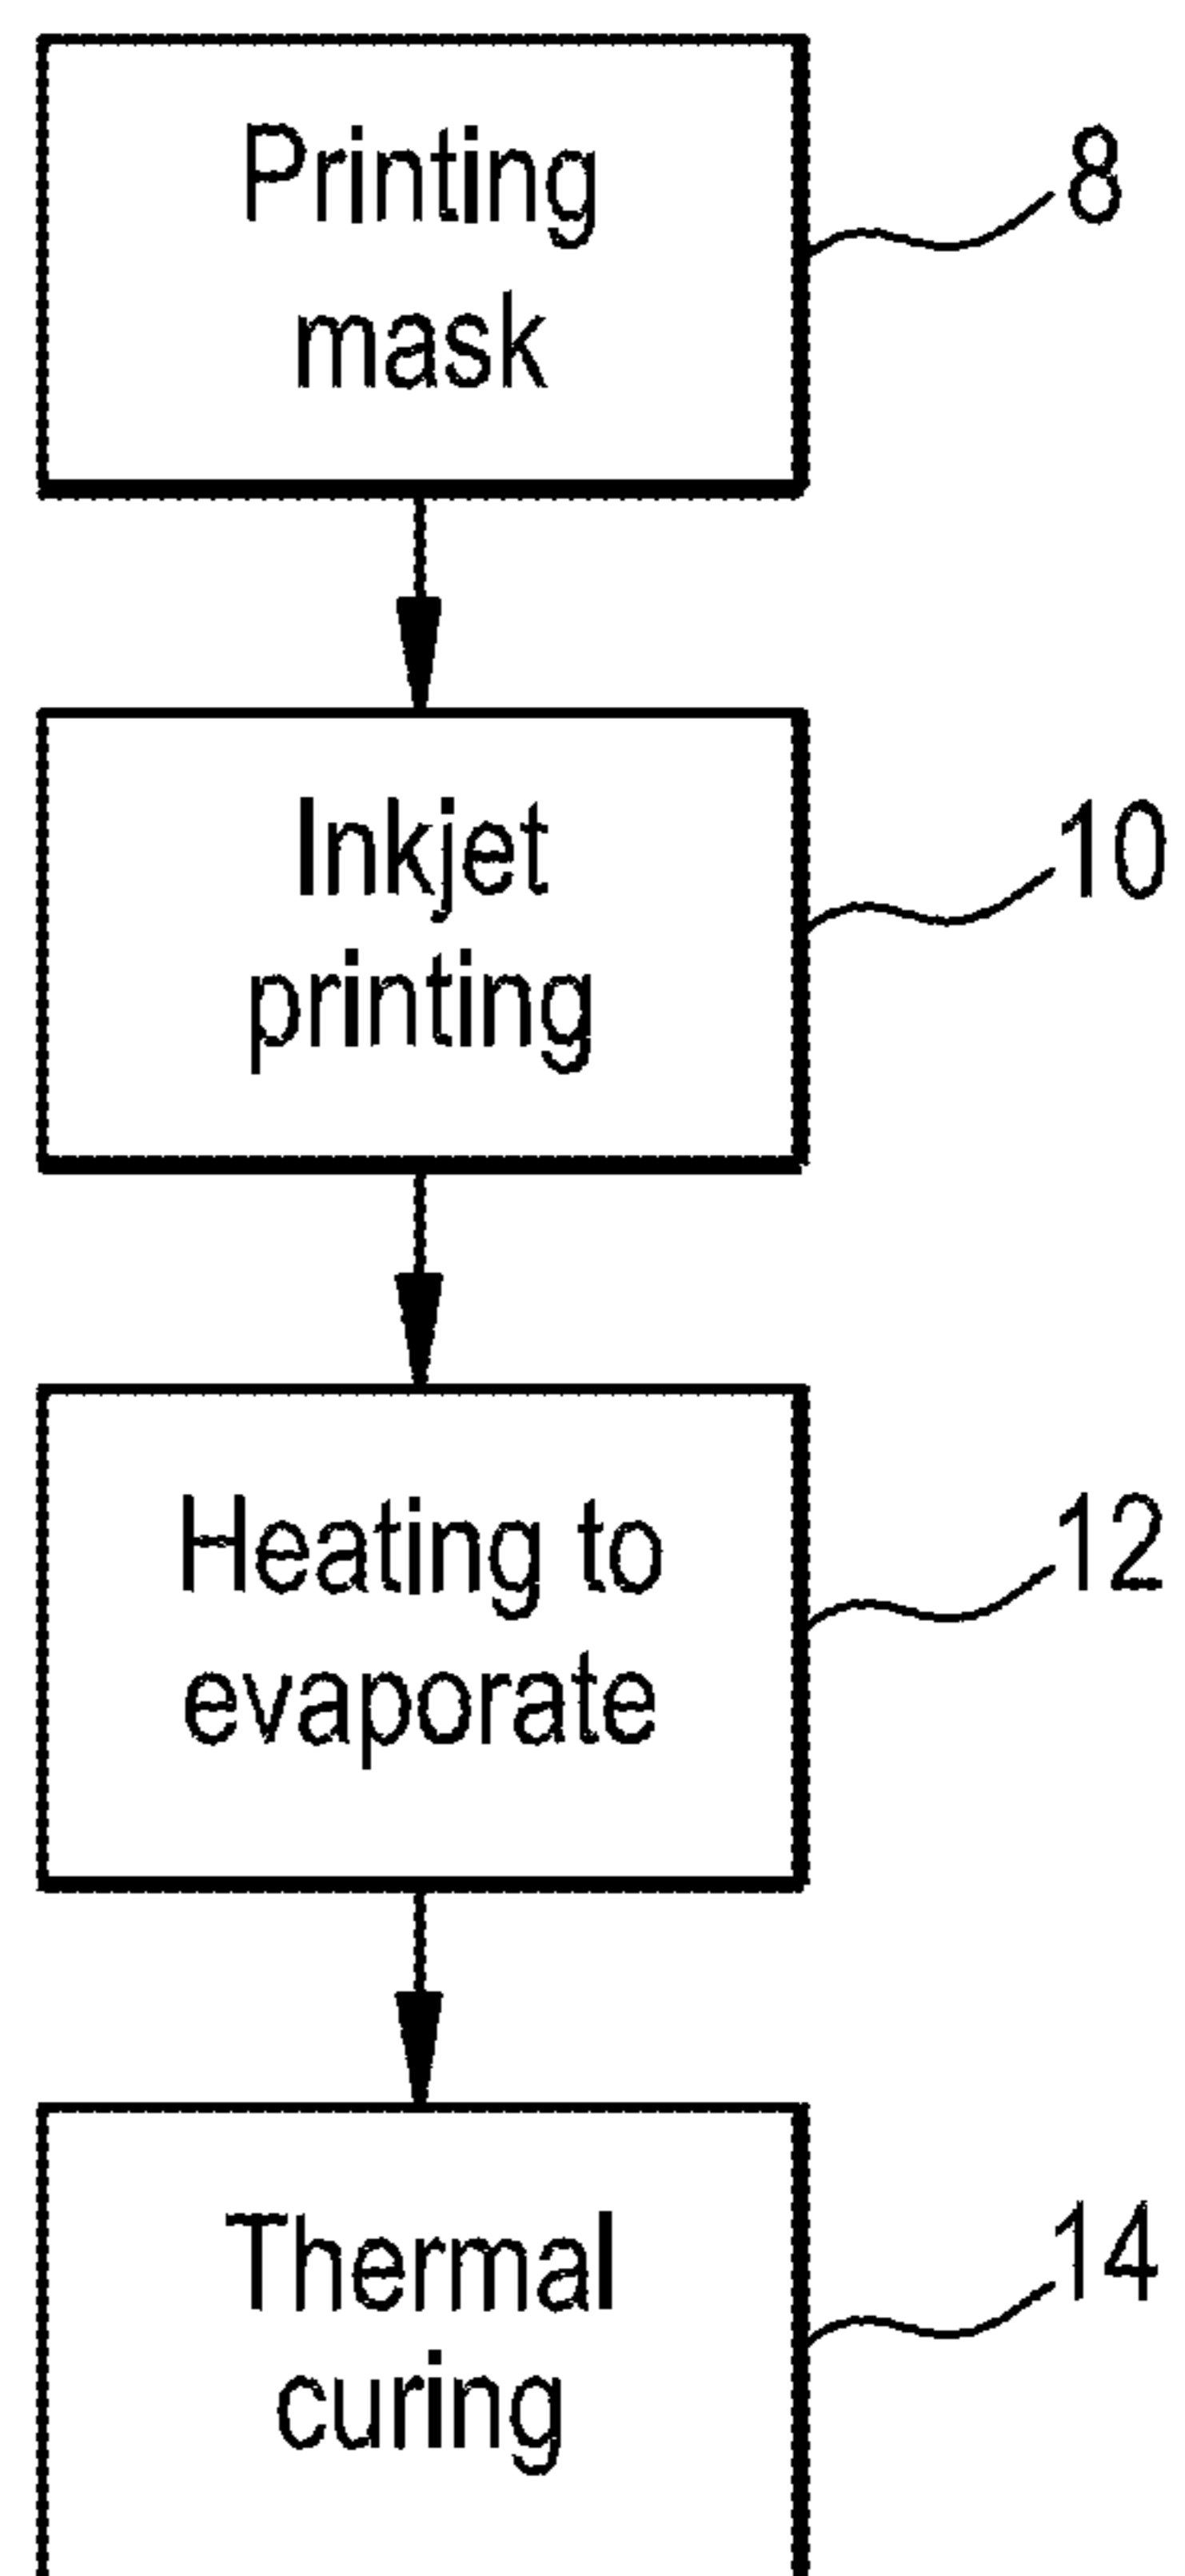 Printing
mask
8
Inkjet
printing
10
Heating to
evaporate
12
Thermal
curing
14